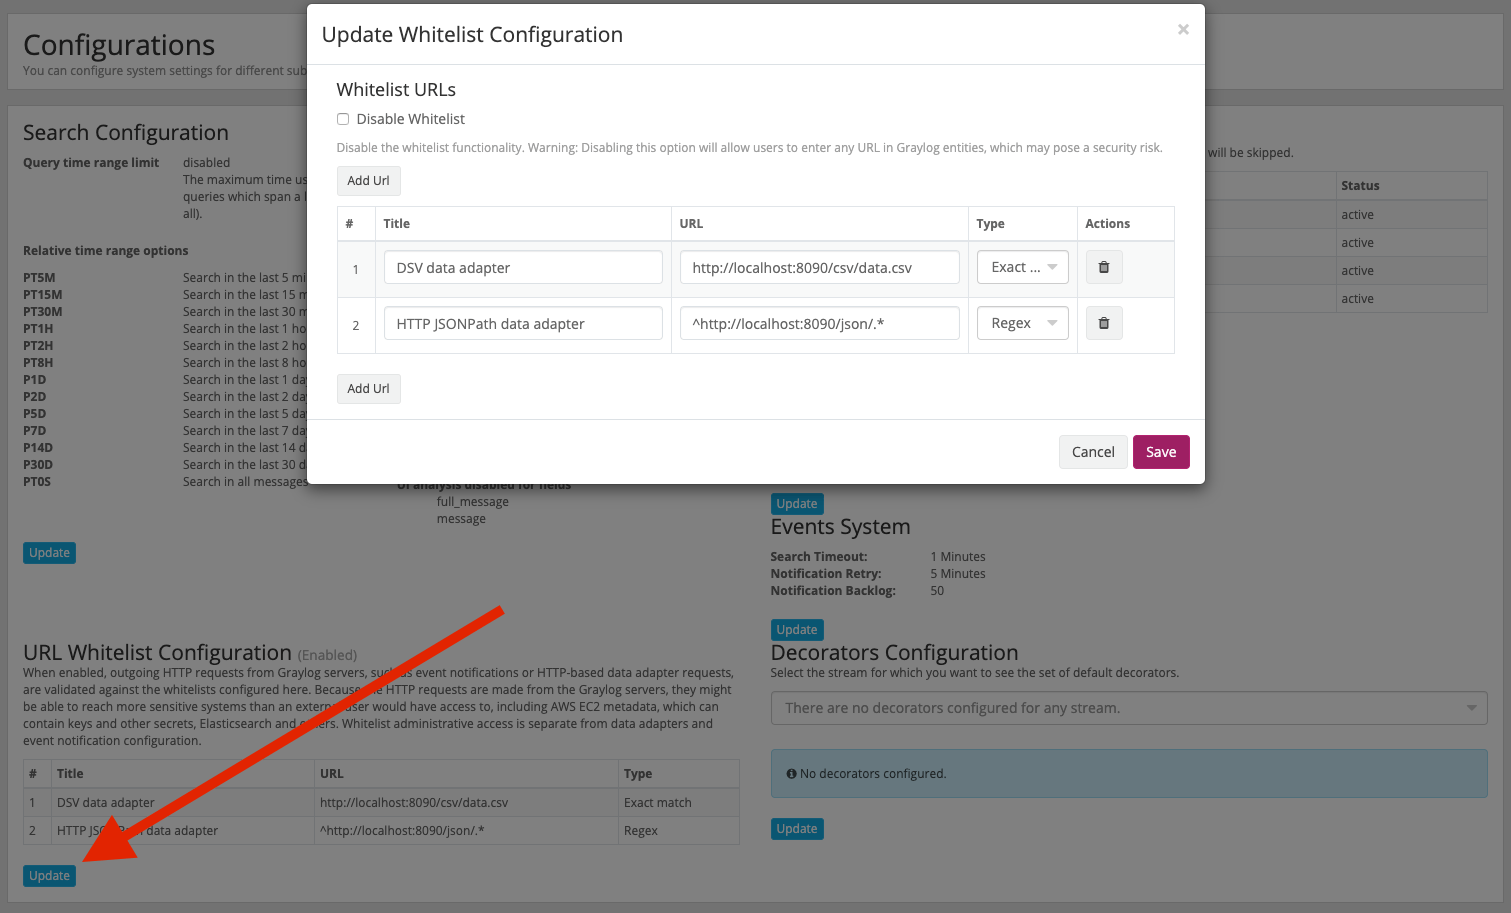 Configurations
You can configure system settings for different sub
Update Whitelist Configuration
×
Whitelist URLs
Disable Whitelist
Disable the whitelist functionality. Warning: Disabling this option will allow users to enter any URL in Graylog entities, which may pose a security risk.
Add Url
# Title URL Type Actions
1 DSV data adapter http://localhost:8090/csv/data.csv Exact ...
2 HTTP JSONPath data adapter ^http://localhost:8090/json/.* Regex
Add Url
Cancel Save
Search Configuration
Query time range limit disabled
The maximum time us
queries which span a l
all).
Relative time range options
PT5M Search in the last 5 mi
PT15M Search in the last 15 m
PT30M Search in the last 30 m
PT1H Search in the last 1 ho
PT2H Search in the last 2 ho
PT8H Search in the last 8 ho
P1D Search in the last 1 da
P2D Search in the last 2 da
P5D Search in the last 5 da
P7D Search in the last 7 da
P14D Search in the last 14 d
P30D Search in the last 30 d
PT0S Search in all messages
UI analysis disabled for fields
full_message
message
Update
will be skipped.
Status
active
active
active
active
Update
Events System
Search Timeout: 1 Minutes
Notification Retry: 5 Minutes
Notification Backlog: 50
Update
URL Whitelist Configuration (Enabled)
When enabled, outgoing HTTP requests from Graylog servers, such as event notifications or HTTP-based data adapter requests,
are validated against the whitelists configured here. Because the HTTP requests are made from the Graylog servers, they might
be able to reach more sensitive systems than an external user would have access to, including AWS EC2 metadata, which can
contain keys and other secrets, Elasticsearch and others. Whitelist administrative access is separate from data adapters and
event notification configuration.
# Title URL Type
1 DSV data adapter http://localhost:8090/csv/data.csv Exact match
2 HTTP JSONPath data adapter ^http://localhost:8090/json/.* Regex
Update
Decorators Configuration
Select the stream for which you want to see the set of default decorators.
There are no decorators configured for any stream.
No decorators configured.
Update